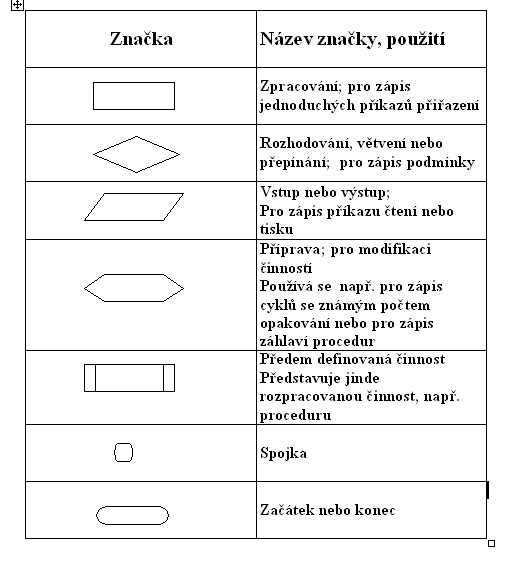 Značka
Název značky, použití
Zpracování; pro zápis
jednoduchých příkazů přiřazení
Rozhodování, větvení nebo
přepínání;  pro zápis podmínky
Vstup nebo výstup;
Pro zápis příkazu čtení nebo
tisku
Příprava; pro modifikaci
činností
Používá se  např. pro zápis
cyklů se známým počtem
opakování nebo pro zápis
záhlaví procedur
Předem definovaná činnost
Představuje jinde
rozpracovanou činnost, např.
proceduru
Spojka
Začátek nebo konec